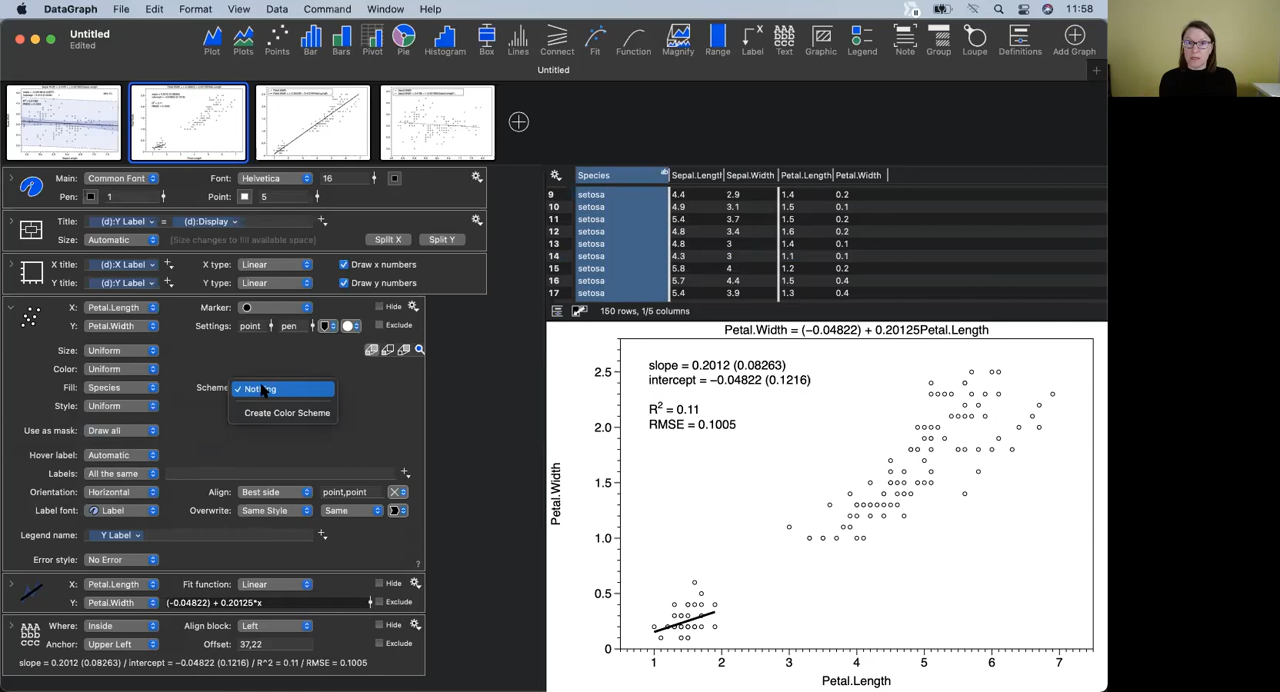 DataGraph File Edit Format View Data Command Window Help 11:58
Untitled
Edited
Plot Plots Points Bar Bars Pivot Pie Histogram Box Lines Connect Fit Function Magnify Range Label Text Graphic Legend Note Group Loupe Definitions Add Graph
Untitled
Main: Common Font Font: Helvetica 16
Pen: 1 Point: 5
Title: (d):Y Label = (d):Display
Size: Automatic [Size changes to fill available space] Split X Split Y
X title: (d):X Label X type: Linear Draw x numbers
Y title: (d):Y Label Y type: Linear Draw y numbers
X: Petal.Length Marker: Hide
Y: Petal.Width Settings: point pen Exclude
Size: Uniform
Color: Uniform
Fill: Species Scheme ✓ Nothing
Create Color Scheme
Style: Uniform
Use as mask: Draw all
Hover label: Automatic
Labels: All the same
Orientation: Horizontal Align: Best side point,point
Label font: Label Overwrite: Same Style Same
Legend name: Y Label
Error style: No Error ?
X: Petal.Length Fit function: Linear Hide
Y: Petal.Width (-0.04822) + 0.20125*x Exclude
AAA
bbb
CCC
Where: Inside Align block: Left Hide
Anchor: Upper Left Offset: 37,22 Exclude
slope = 0.2012 (0.08263) / intercept = −0.04822 (0.1216) / R^2 = 0.11 / RMSE = 0.1005
Species ab Sepal.Lengtl Sepal.Width Petal.Lengtl Petal.Width
9 setosa 4.4 2.9 1.4 0.2
10 setosa 4.9 3.1 1.5 0.1
11 setosa 5.4 3.7 1.5 0.2
12 setosa 4.8 3.4 1.6 0.2
13 setosa 4.8 3 1.4 0.1
14 setosa 4.3 3 1.1 0.1
15 setosa 5.8 4 1.2 0.2
16 setosa 5.7 4.4 1.5 0.4
17 setosa 5.4 3.9 1.3 0.4
150 rows, 1/5 columns
Petal.Width = (−0.04822) + 0.20125Petal.Length
slope = 0.2012 (0.08263)
intercept = −0.04822 (0.1216)
R2 = 0.11
RMSE = 0.1005
2.5
2.0
1.5
1.0
0.5
0
Petal.Width
1 2 3 4 5 6 7
Petal.Length